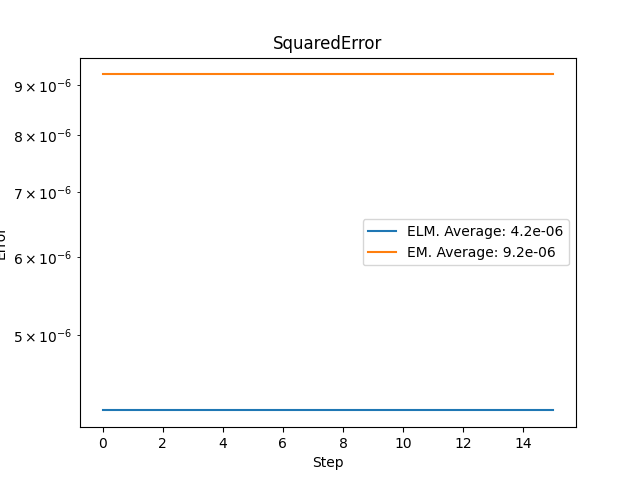 SquaredError
9 × 10⁻⁶
8 × 10⁻⁶
7 × 10⁻⁶
6 × 10⁻⁶
5 × 10⁻⁶
Error
ELM. Average: 4.2e-06
EM. Average: 9.2e-06
0 2 4 6 8 10 12 14
Step